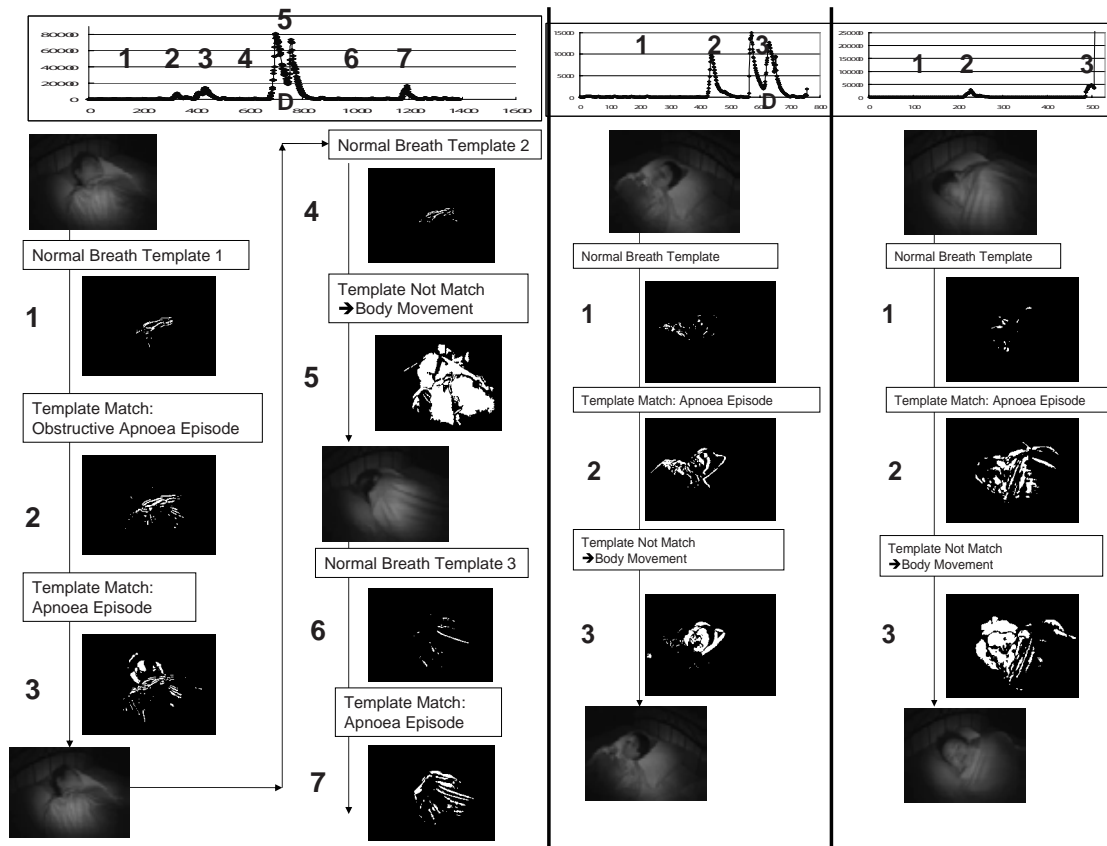 5
80000
60000
40000
20000
0
1 2 3 4 6 7
D
0 200 400 600 800 1000 1200 1400 1600
Normal Breath Template 1
1
Template Match:
Obstructive Apnoea Episode
2
Template Match:
Apnoea Episode
3
Normal Breath Template 2
4
Template Not Match
➔Body Movement
5
Normal Breath Template 3
6
Template Match:
Apnoea Episode
7
15000
10000
5000
0
1 2 3
D
0 100 200 300 400 500 600 700 800
Normal Breath Template
1
Template Match: Apnoea Episode
2
Template Not Match
➔Body Movement
3
250000
200000
150000
100000
50000
0
1 2 3
0 100 200 300 400 500
Normal Breath Template
1
Template Match: Apnoea Episode
2
Template Not Match
➔Body Movement
3